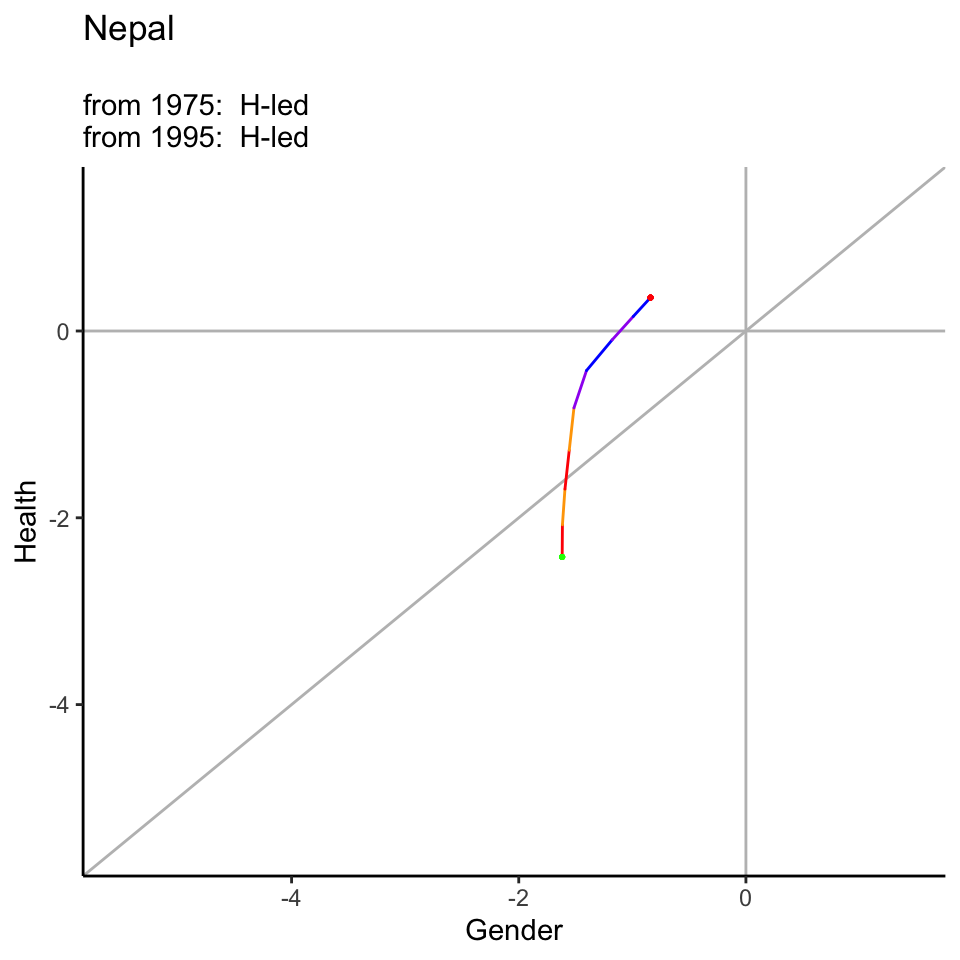 Nepal
from 1975:  H-led
from 1995:  H-led
Health
0
-2
-4
-4
-2
0
Gender